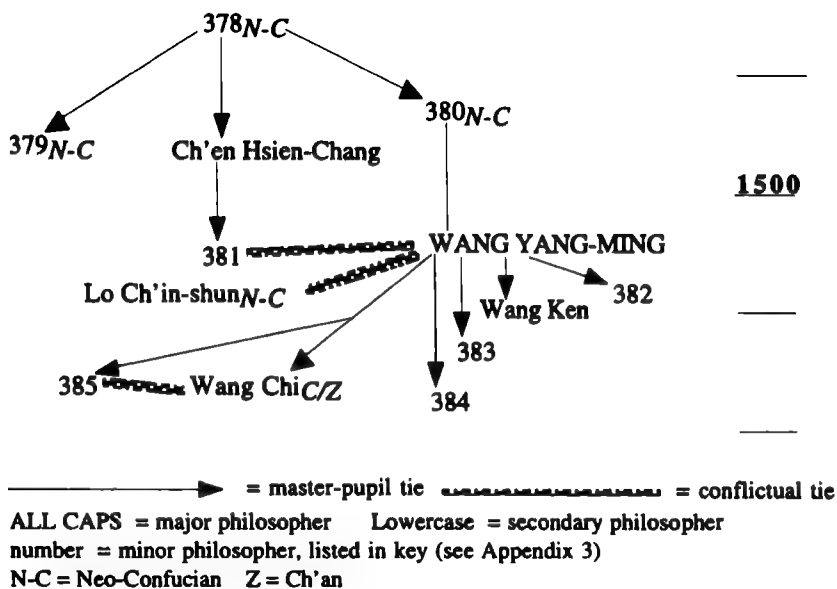 378N-C
380N-C
379N-C
Ch'en Hsien-Chang
1500
381
WANG YANG-MING
Lo Ch'in-shunN-C
382
Wang Ken
383
385
Wang ChiC/Z
384
= master-pupil tie = conflictual tie
ALL CAPS = major philosopher Lowercase = secondary philosopher
number = minor philosopher, listed in key (see Appendix 3)
N-C = Neo-Confucian Z = Ch'an